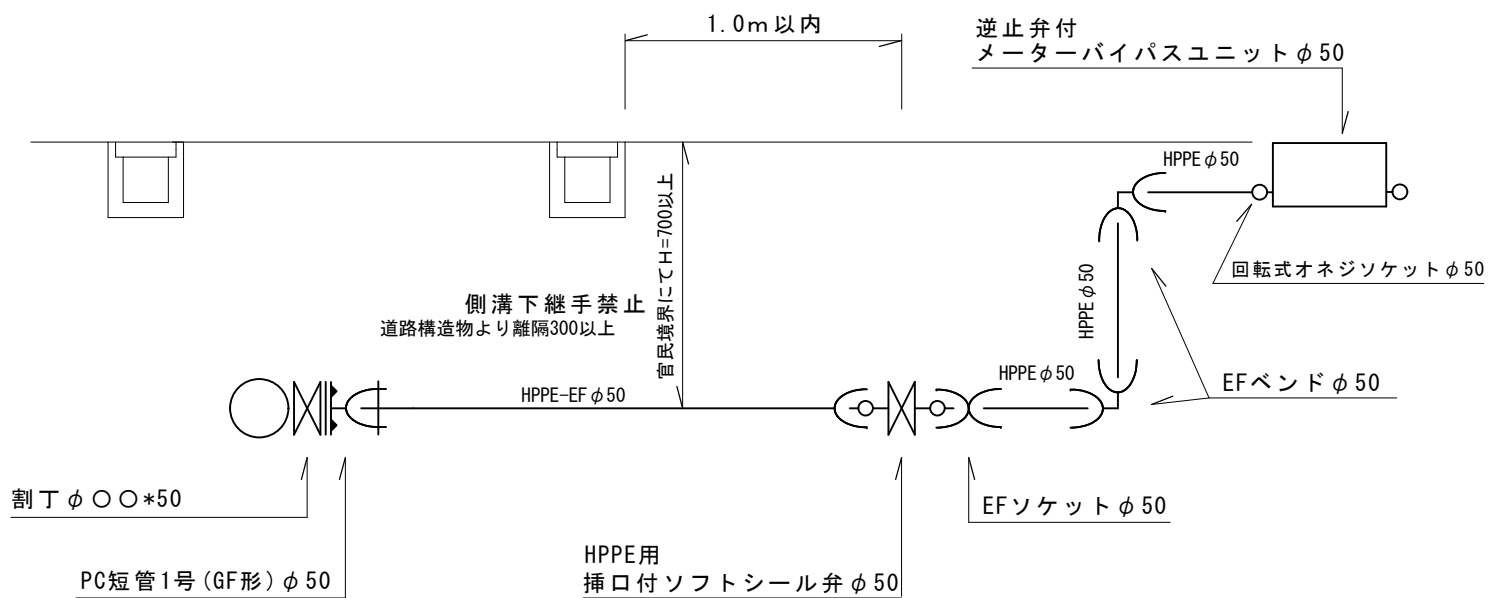 1.0m以内
逆止弁付
メーターバイパスユニットφ50
HPPEφ50
官民境界にてH=700以上
HPPEφ50
回転式オネジソケットφ50
側溝下継手禁止
道路構造物より離隔300以上
HPPEφ50
EFベンドφ50
HPPE-EFφ50
割丁φ〇〇*50
EFソケットφ50
PC短管1号(GF形)φ50
HPPE用
挿口付ソフトシール弁φ50